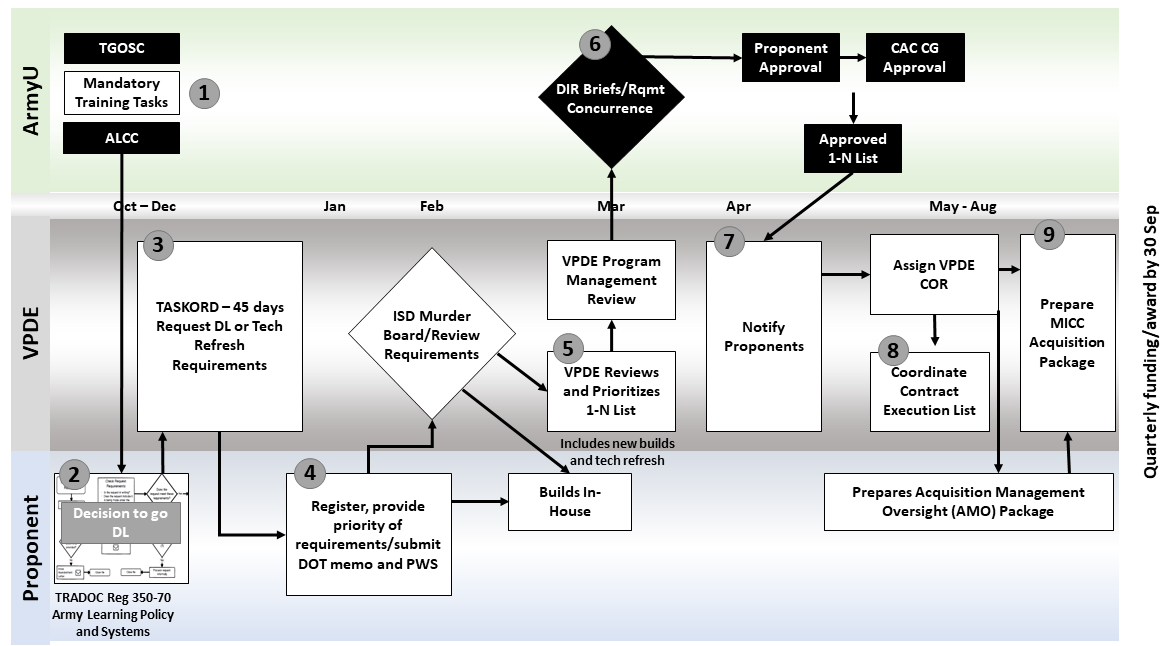 ArmyU
TGOSC
Mandatory
Training Tasks
1
ALCC
6
DIR Briefs/Rqmt
Concurrence
Proponent
Approval
CAC CG
Approval
Approved
1-N List
Oct – Dec
Jan
Feb
Mar
Apr
May - Aug
VPDE
3
TASKORD – 45 days
Request DL or Tech
Refresh
Requirements
ISD Murder
Board/Review
Requirements
VPDE Program
Management
Review
5
VPDE Reviews
and Prioritizes
1-N List
Includes new builds
and tech refresh
7
Notify
Proponents
Assign VPDE
COR
8
Coordinate
Contract
Execution List
9
Prepare
MICC
Acquisition
Package
Quarterly funding/award by 30 Sep
Proponent
2
Decision to go
DL
TRADOC Reg 350-70
Army Learning Policy
and Systems
4
Register, provide
priority of
requirements/submit
DOT memo and PWS
Builds In-
House
Prepares Acquisition Management
Oversight (AMO) Package